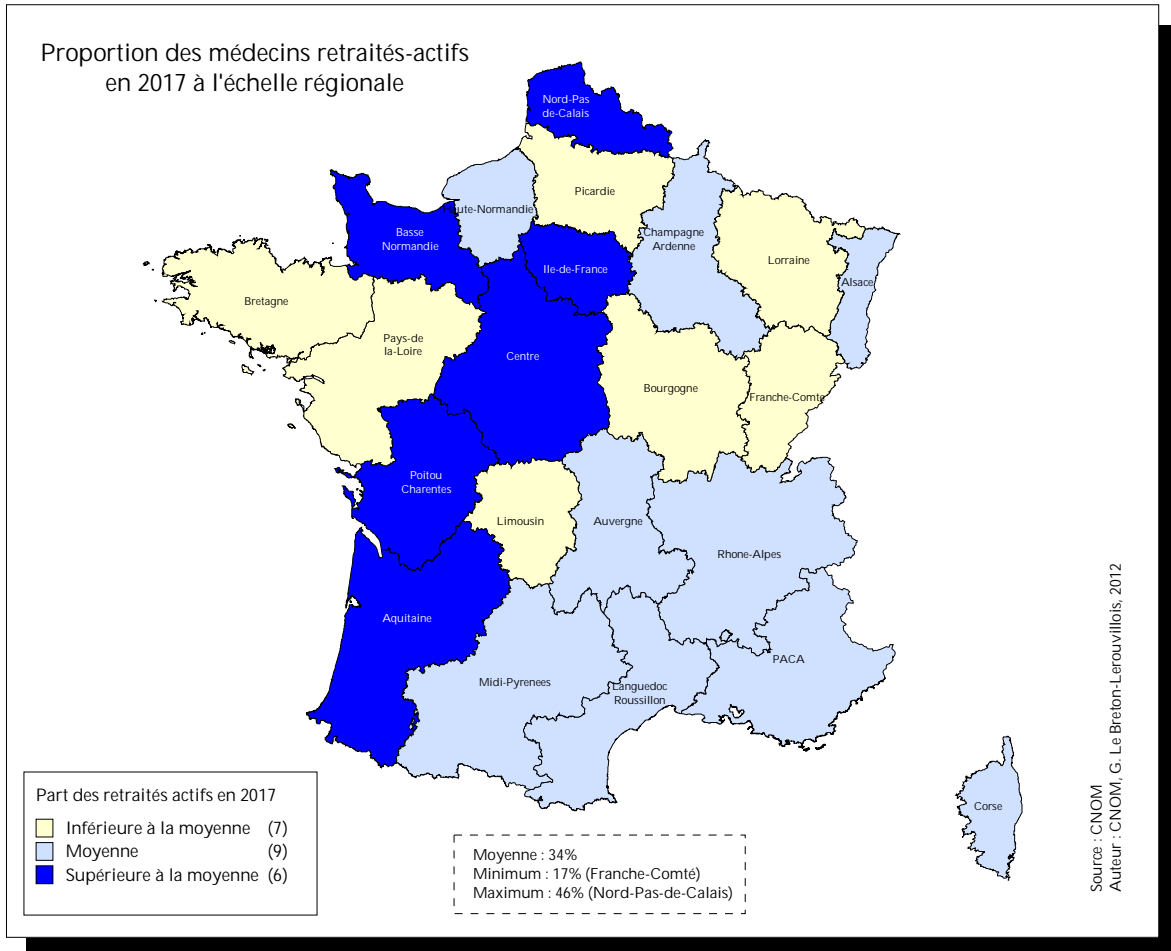 Proportion des médecins retraités-actifs
en 2017 à l'échelle régionale
Nord-Pas
de-Calais
Picardie
Haute-Normandie
Basse
Normandie
Champagne
Ardenne
Ile-de-France
Lorraine
Alsace
Bretagne
Pays-de
la-Loire
Centre
Bourgogne
Franche-Comté
Poitou
Charentes
Limousin
Auvergne
Rhone-Alpes
Aquitaine
Midi-Pyrenees
Languedoc
Roussillon
PACA
Corse
Part des retraités actifs en 2017
Inférieure à la moyenne (7)
Moyenne (9)
Supérieure à la moyenne (6)
Moyenne : 34%
Minimum : 17% (Franche-Comté)
Maximum : 46% (Nord-Pas-de-Calais)
Source : CNOM
Auteur : CNOM, G. Le Breton-Lerouvillois, 2012